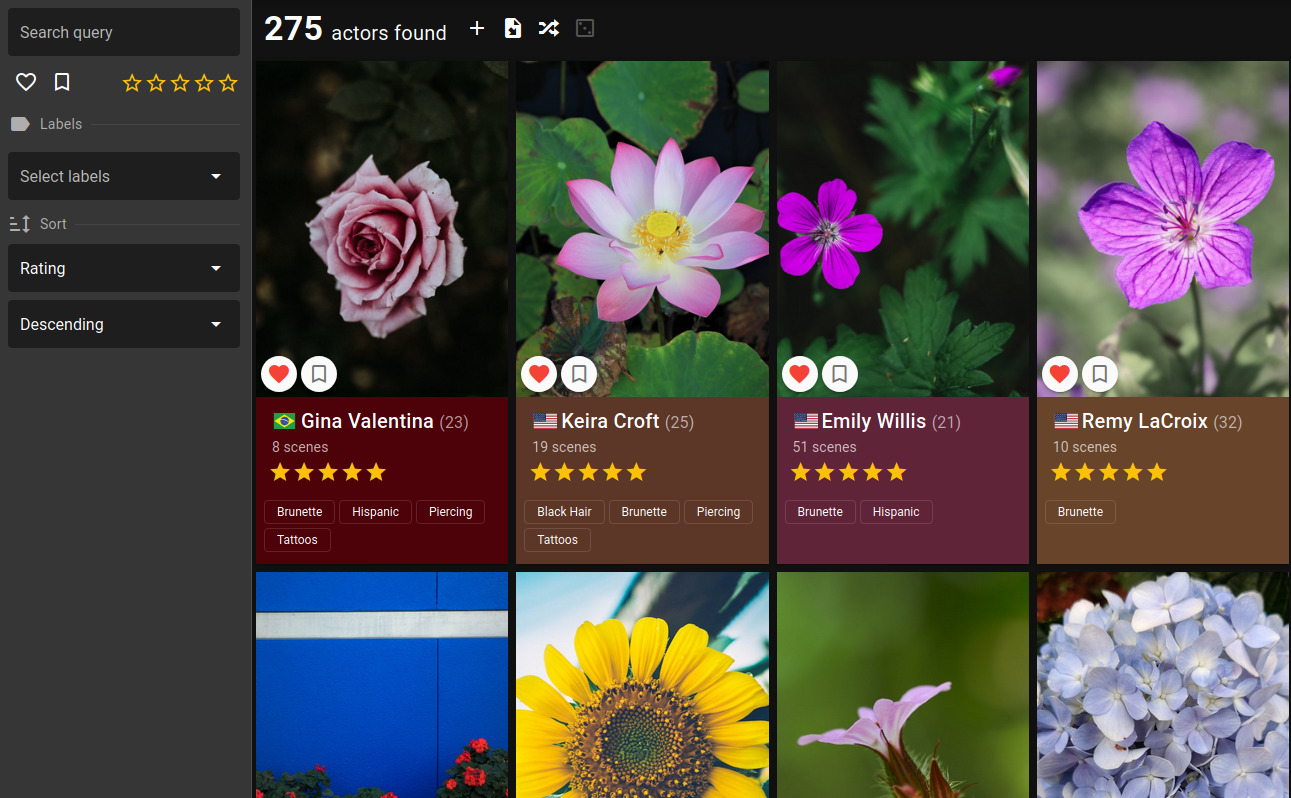 Search query
Labels
Select labels
Sort
Rating
Descending
275 actors found
Gina Valentina (23)
8 scenes
Brunette Hispanic Piercing
Tattoos
Keira Croft (25)
19 scenes
Black Hair Brunette Piercing
Tattoos
Emily Willis (21)
51 scenes
Brunette Hispanic
Remy LaCroix (32)
10 scenes
Brunette